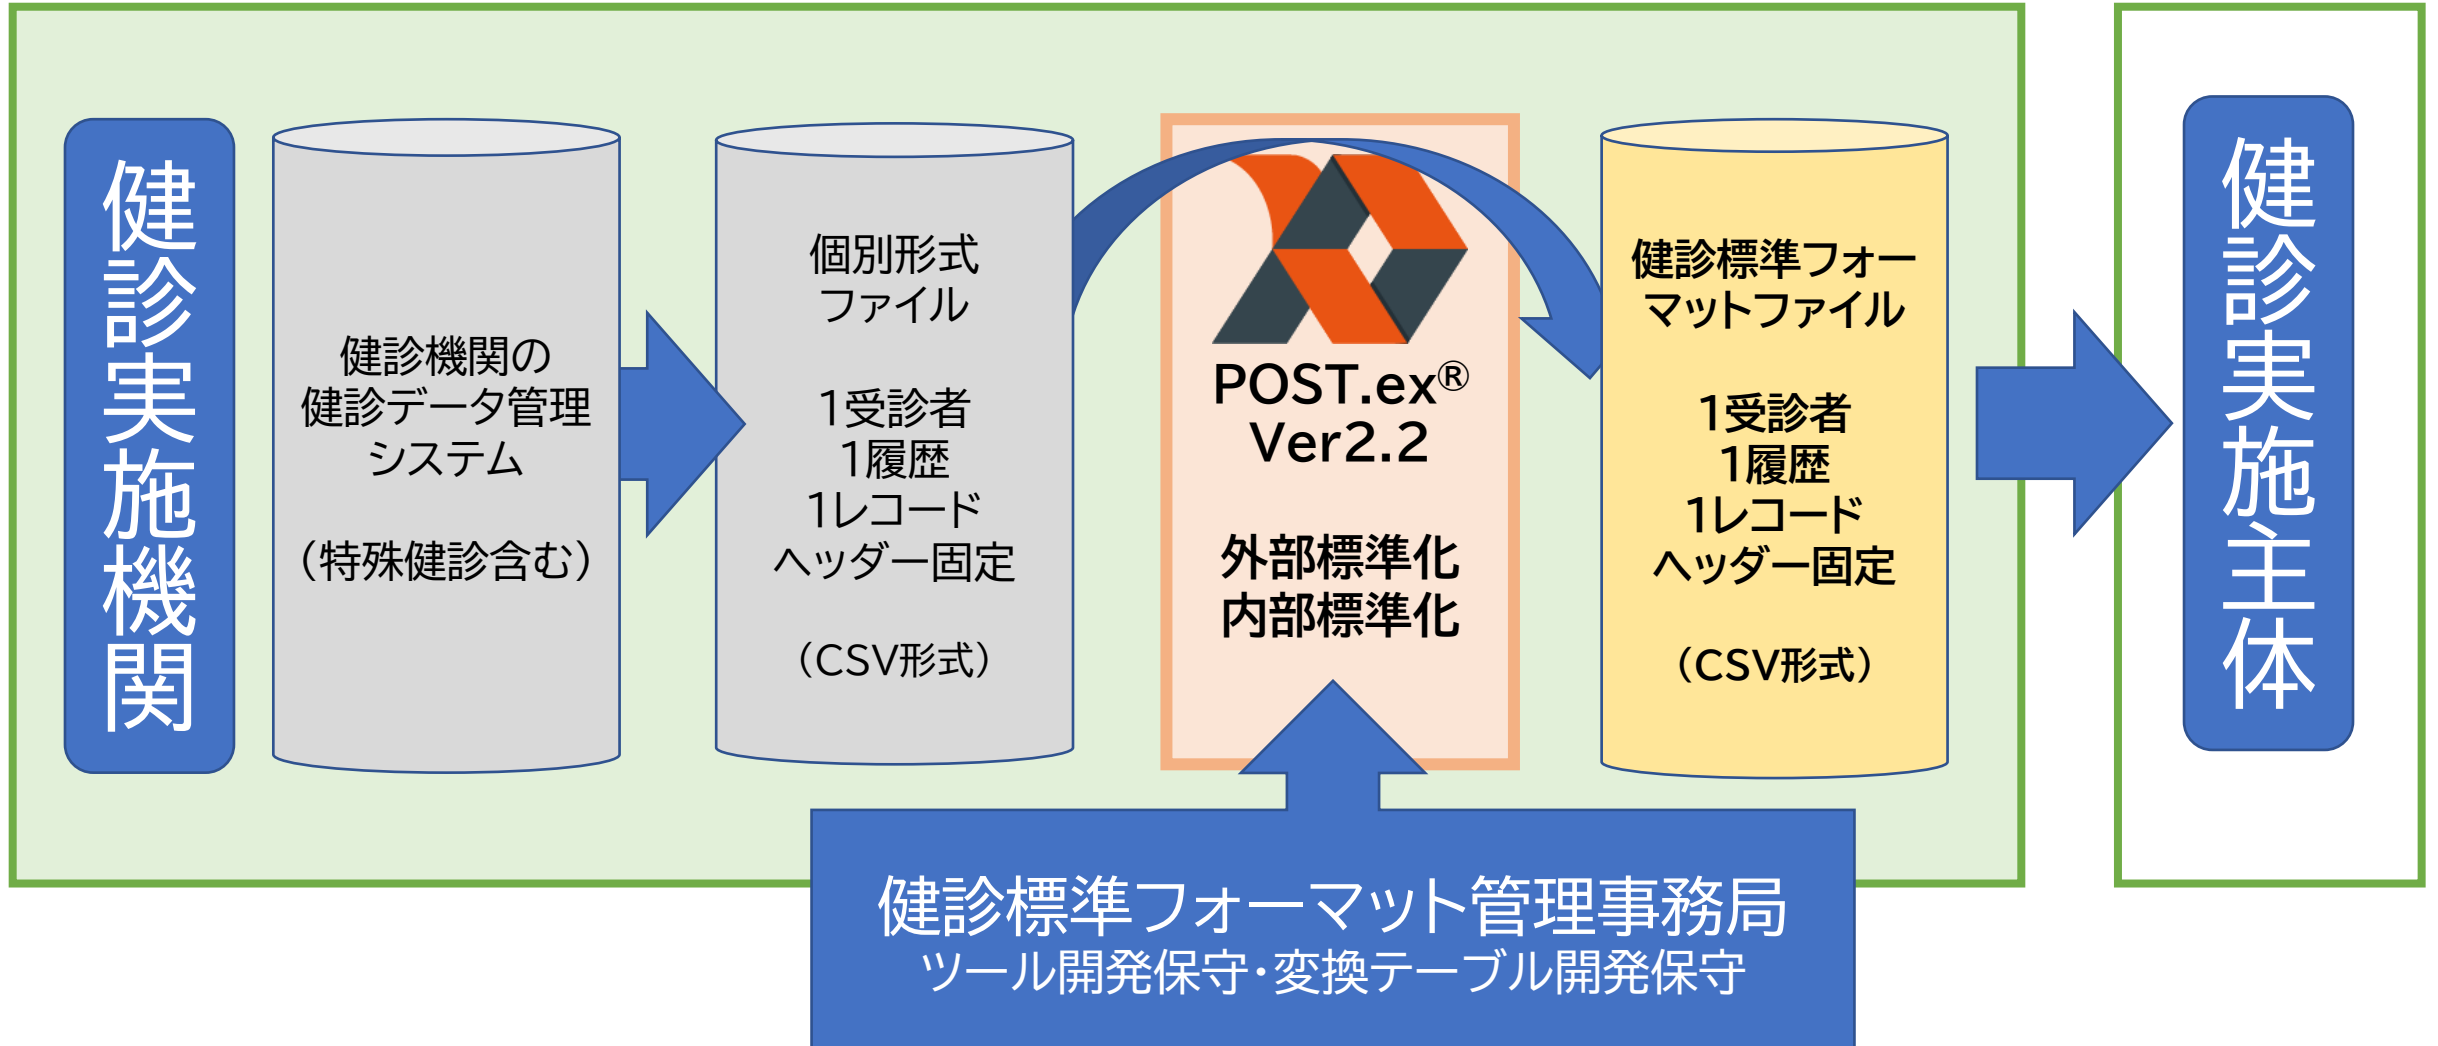 健診実施機関
健診機関の
健診データ管理
システム
（特殊健診含む）
個別形式
ファイル
1受診者
1履歴
1レコード
ヘッダー固定
（CSV形式）
POST.ex®
Ver2.2
外部標準化
内部標準化
健診標準フォー
マットファイル
1受診者
1履歴
1レコード
ヘッダー固定
（CSV形式）
健診実施主体
健診標準フォーマット管理事務局
ツール開発保守・変換テーブル開発保守